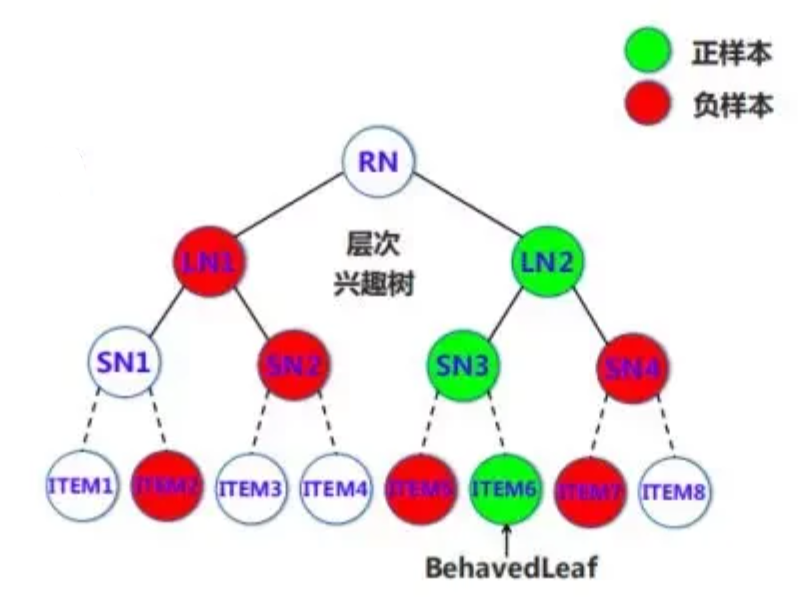 正样本
负样本
RN
层次
兴趣树
LN1
LN2
SN1
SN2
SN3
SN4
ITEM1
ITEM2
ITEM3
ITEM4
ITEM5
ITEM6
ITEM7
ITEM8
BehavedLeaf